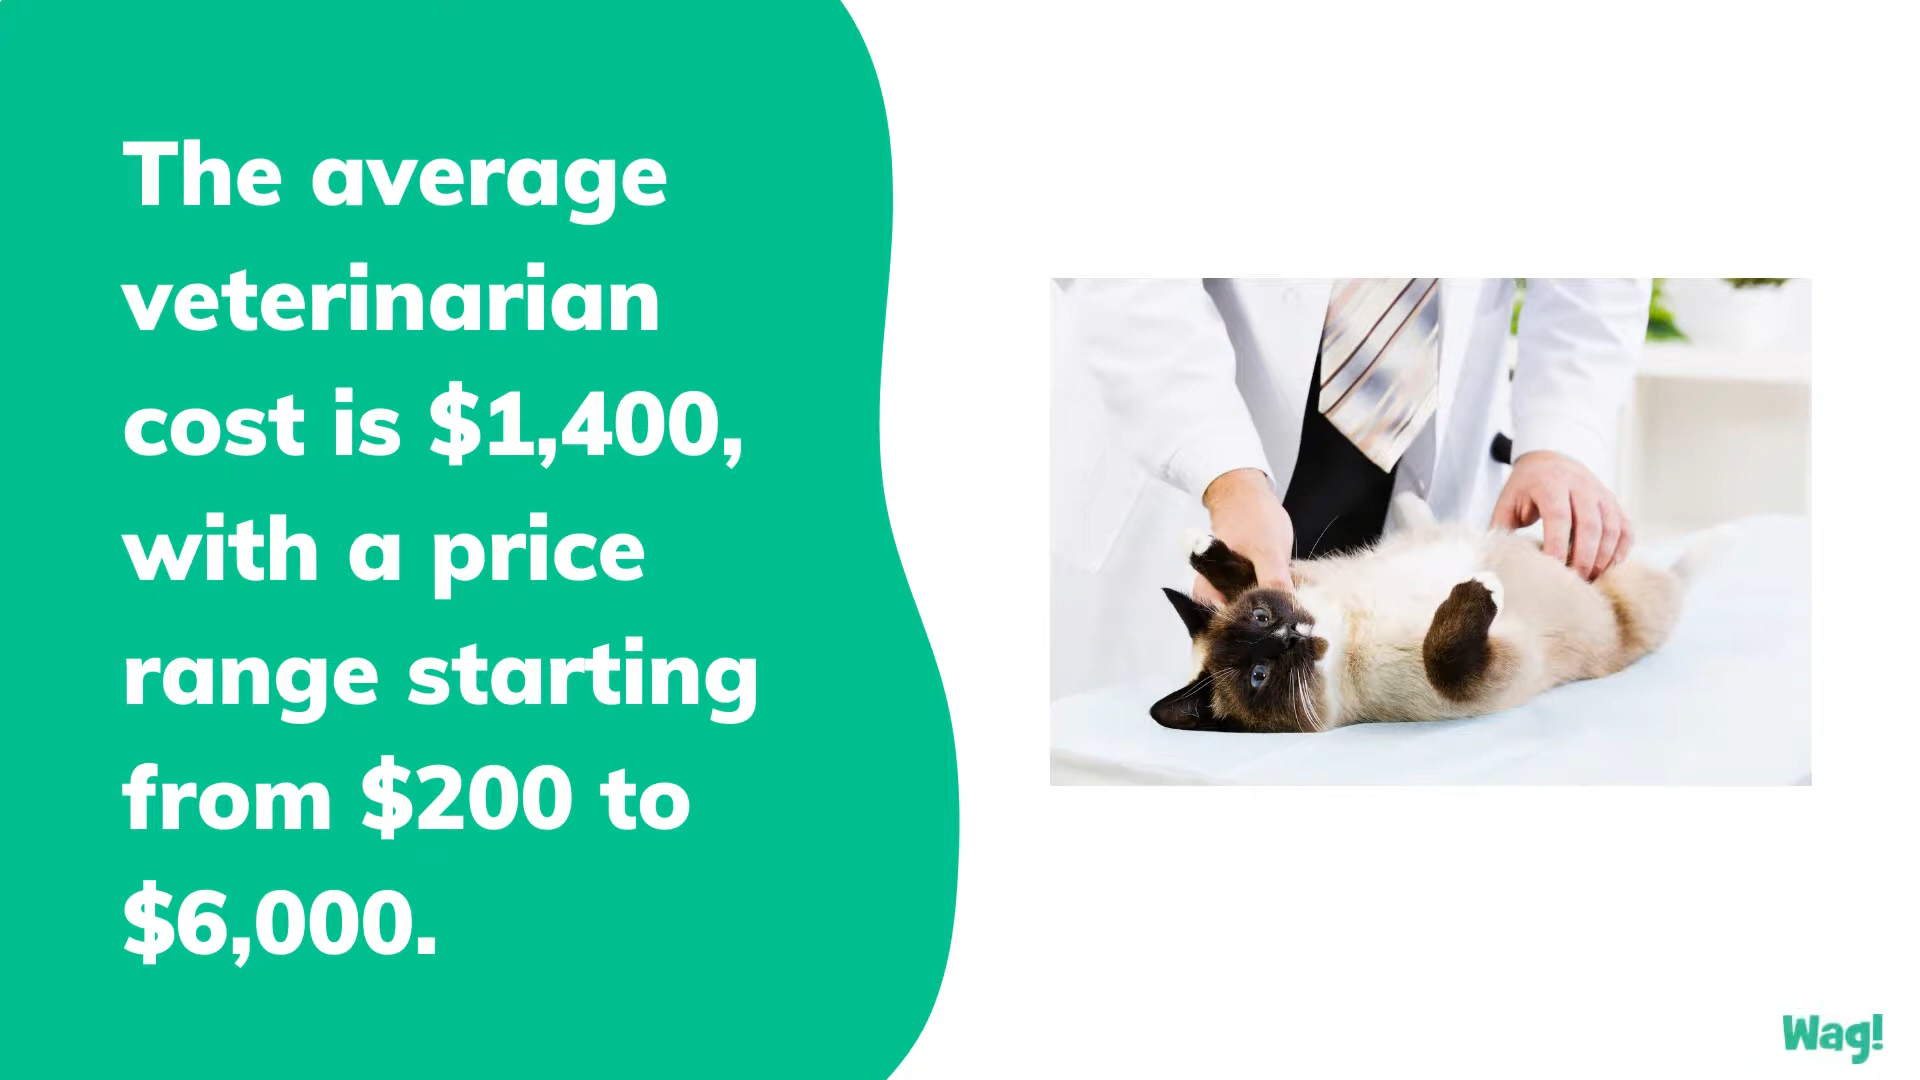 The average
veterinarian
cost is $1,400,
with a price
range starting
from $200 to
$6,000.
Wag!